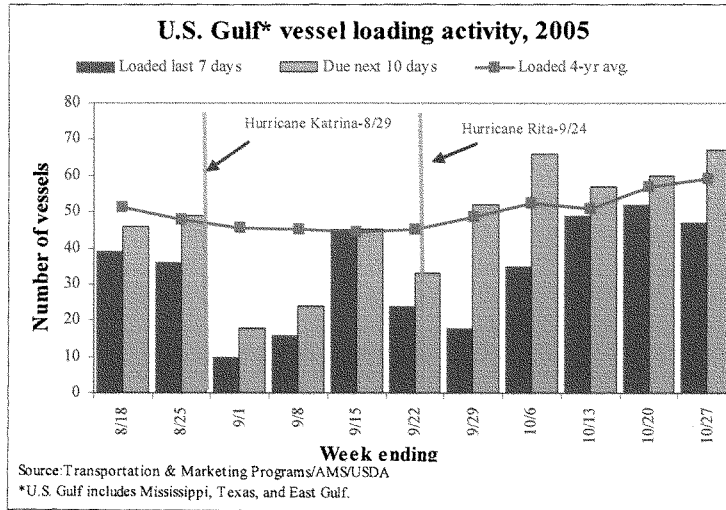 U.S. Gulf* vessel loading activity, 2005
Loaded last 7 days Due next 10 days Loaded 4-yr avg.
80
70
60
50
40
30
20
10
0
Number of vessels
Hurricane Katrina-8/29
Hurricane Rita-9/24
8/18 8/25 9/1 9/8 9/15 9/22 9/29 10/6 10/13 10/20 10/27
Week ending
Source:Transportation & Marketing Programs/AMS/USDA
*U.S. Gulf includes Mississippi, Texas, and East Gulf.